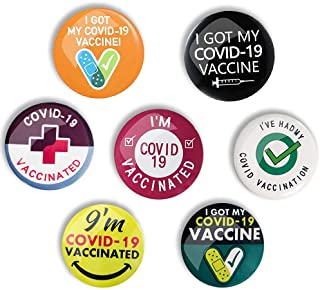 I GOT
MY COVID-19
VACCINE!
I GOT MY
COVID-19
VACCINE
COVID-19
VACCINATED
I'M
COVID
19
VACCINATED
I'VE HAD MY
COVID VACCINATION
I'm
COVID-19
VACCINATED
I GOT MY
COVID-19
VACCINE